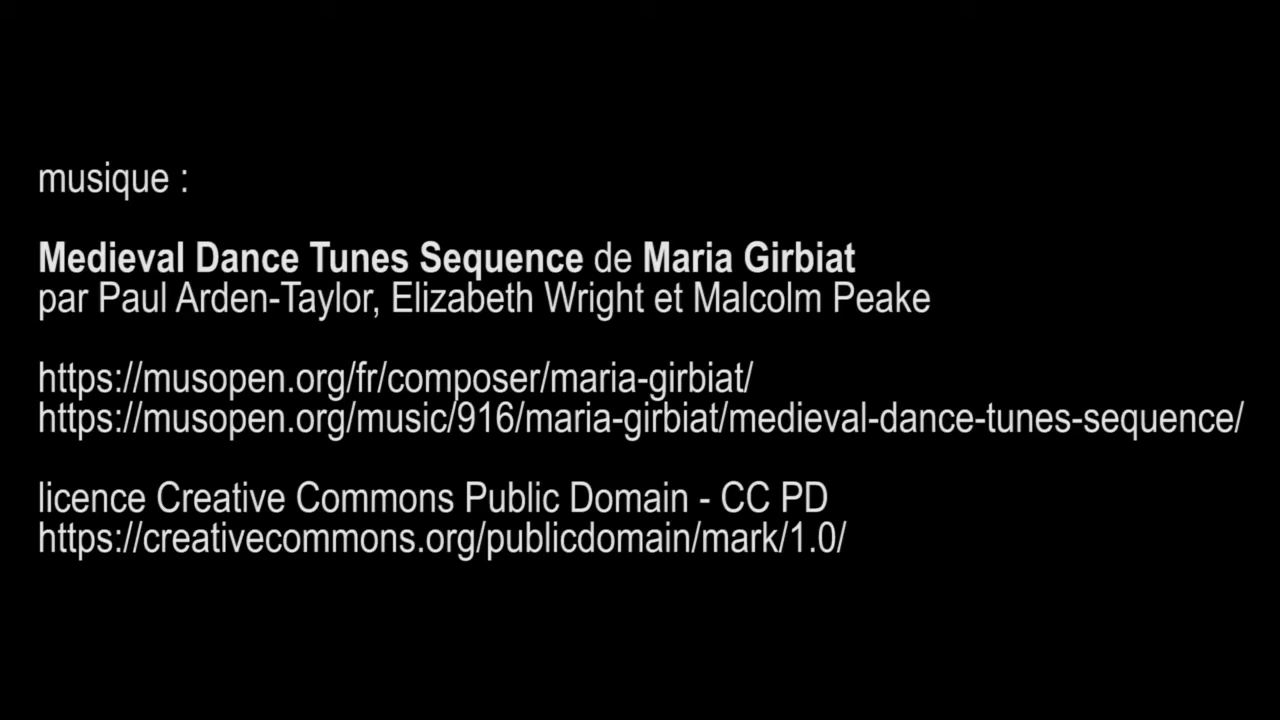 musique :
Medieval Dance Tunes Sequence de Maria Girbiat
par Paul Arden-Taylor, Elizabeth Wright et Malcolm Peake
https://musopen.org/fr/composer/maria-girbiat/
https://musopen.org/music/916/maria-girbiat/medieval-dance-tunes-sequence/
licence Creative Commons Public Domain - CC PD
https://creativecommons.org/publicdomain/mark/1.0/